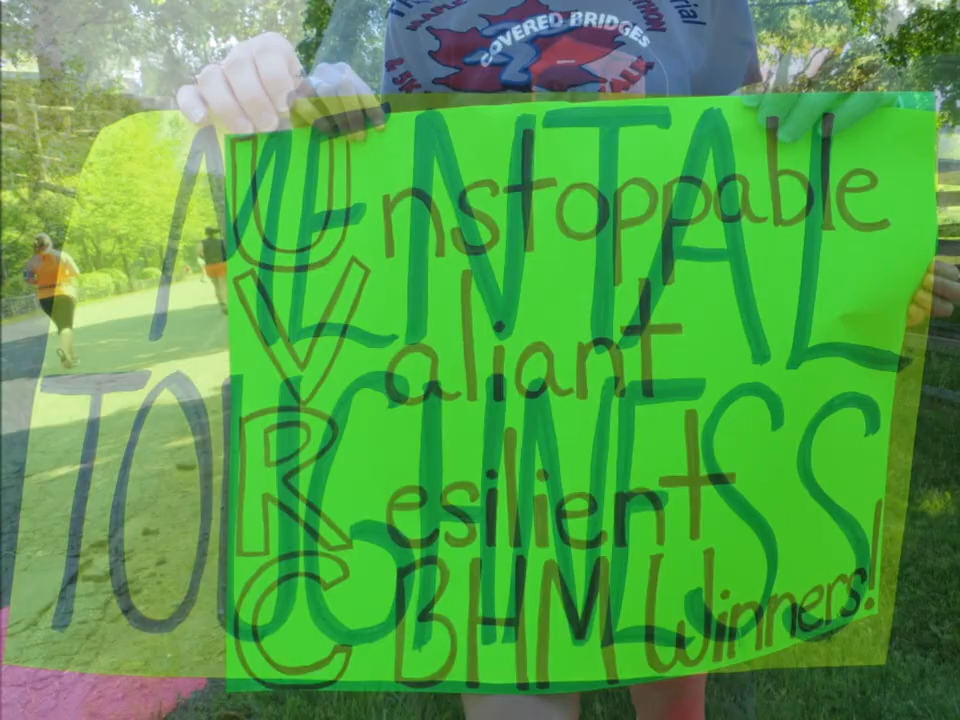 COVERED BRIDGES
MENTAL
TOUGHNESS
Unstoppable
Valiant
Resilient
CBHM Winners!